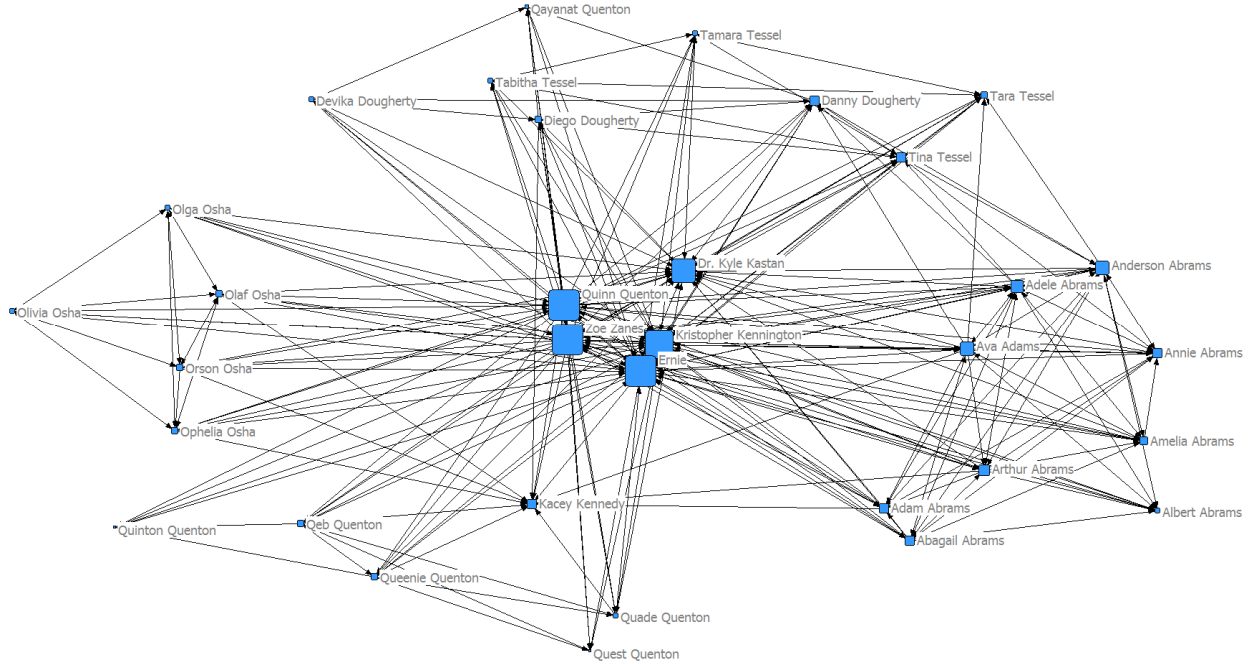 Qayanat Quenton
Tamara Tessel
Tabitha Tessel
Devika Dougherty
Danny Dougherty
Tara Tessel
Diego Dougherty
Tina Tessel
Olga Osha
Dr. Kyle Kastan
Anderson Abrams
Adele Abrams
Olaf Osha
Quinn Quenton
Olivia Osha
Zoe Zanes
Kristopher Kennington
Ava Adams
Annie Abrams
Ernie
Orson Osha
Ophelia Osha
Amelia Abrams
Arthur Abrams
Kacey Kennedy
Adam Abrams
Albert Abrams
Quinton Quenton
Qeb Quenton
Abagail Abrams
Queenie Quenton
Quade Quenton
Quest Quenton